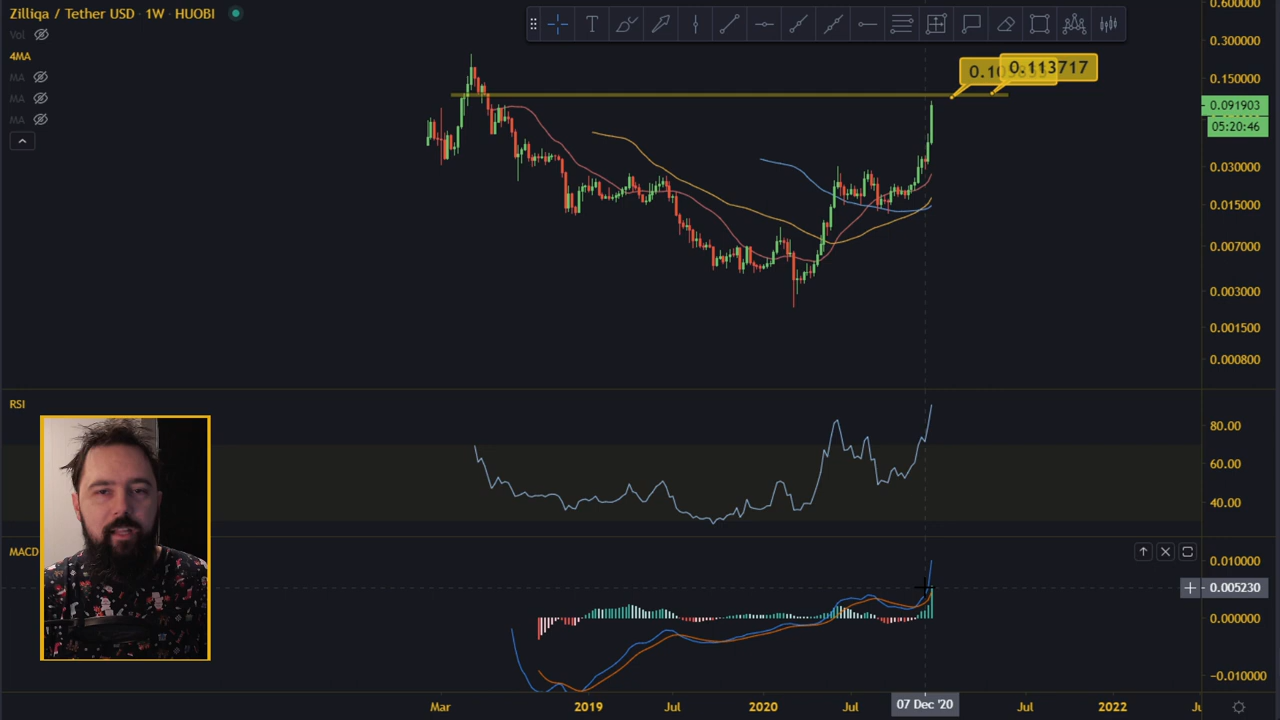 Zilliqa / Tether USD · 1W · HUOBI
Vol
4MA
MA
MA
MA
T
0.113717
0.600000
0.300000
0.150000
0.091903
05:20:46
0.030000
0.015000
0.007000
0.003000
0.001500
0.000800
RSI
80.00
60.00
40.00
MACD
0.010000
0.005230
0.000000
−0.010000
Mar
2019
Jul
2020
Jul
07 Dec '20
Jul
2022